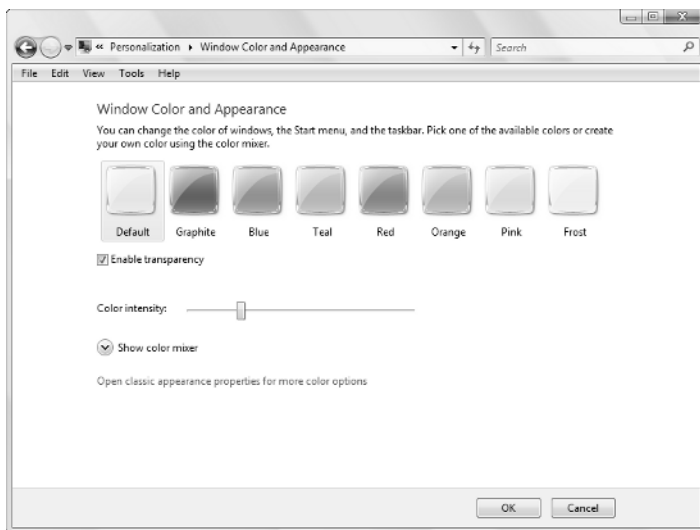 « Personalization ▸ Window Color and Appearance
Search
File Edit View Tools Help
Window Color and Appearance
You can change the color of windows, the Start menu, and the taskbar. Pick one of the available colors or create
your own color using the color mixer.
Default Graphite Blue Teal Red Orange Pink Frost
Enable transparency
Color intensity:
Show color mixer
Open classic appearance properties for more color options
OK Cancel